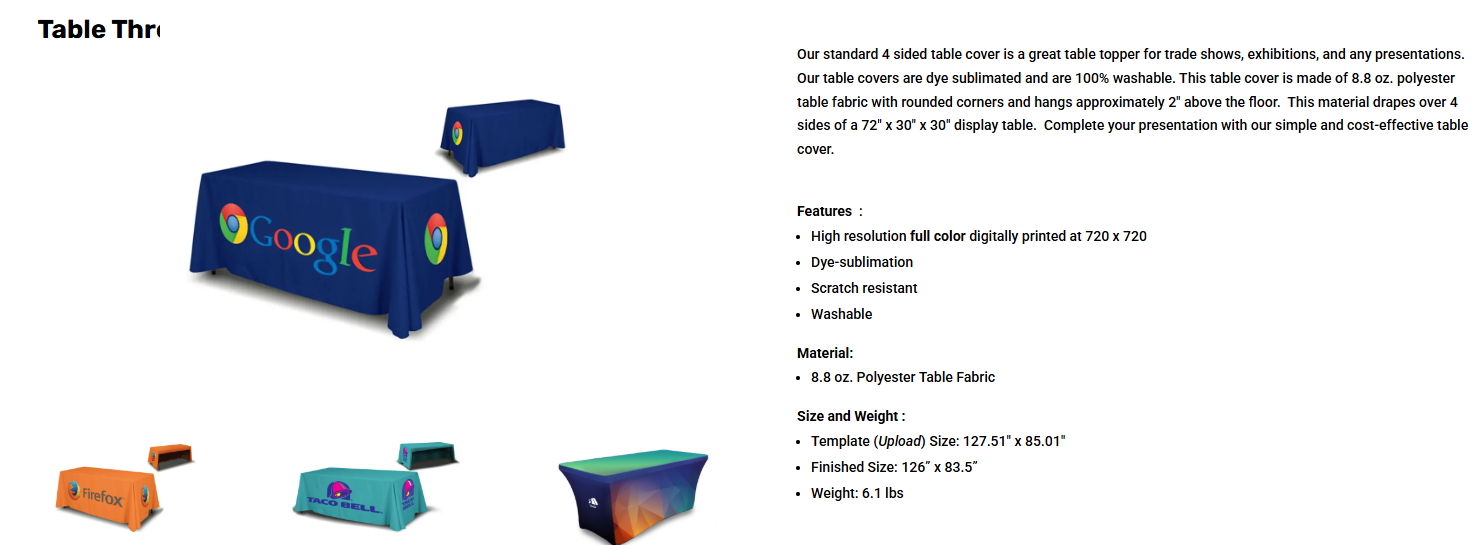 Table Thr
Our standard 4 sided table cover is a great table topper for trade shows, exhibitions, and any presentations.
Our table covers are dye sublimated and are 100% washable. This table cover is made of 8.8 oz. polyester
table fabric with rounded corners and hangs approximately 2" above the floor. This material drapes over 4
sides of a 72" x 30" x 30" display table. Complete your presentation with our simple and cost-effective table
cover.
Google
Features :
• High resolution full color digitally printed at 720 x 720
• Dye-sublimation
• Scratch resistant
• Washable
Material:
• 8.8 oz. Polyester Table Fabric
Size and Weight :
• Template (Upload) Size: 127.51" x 85.01"
• Finished Size: 126” x 83.5”
• Weight: 6.1 lbs
Firefox
TACO BELL